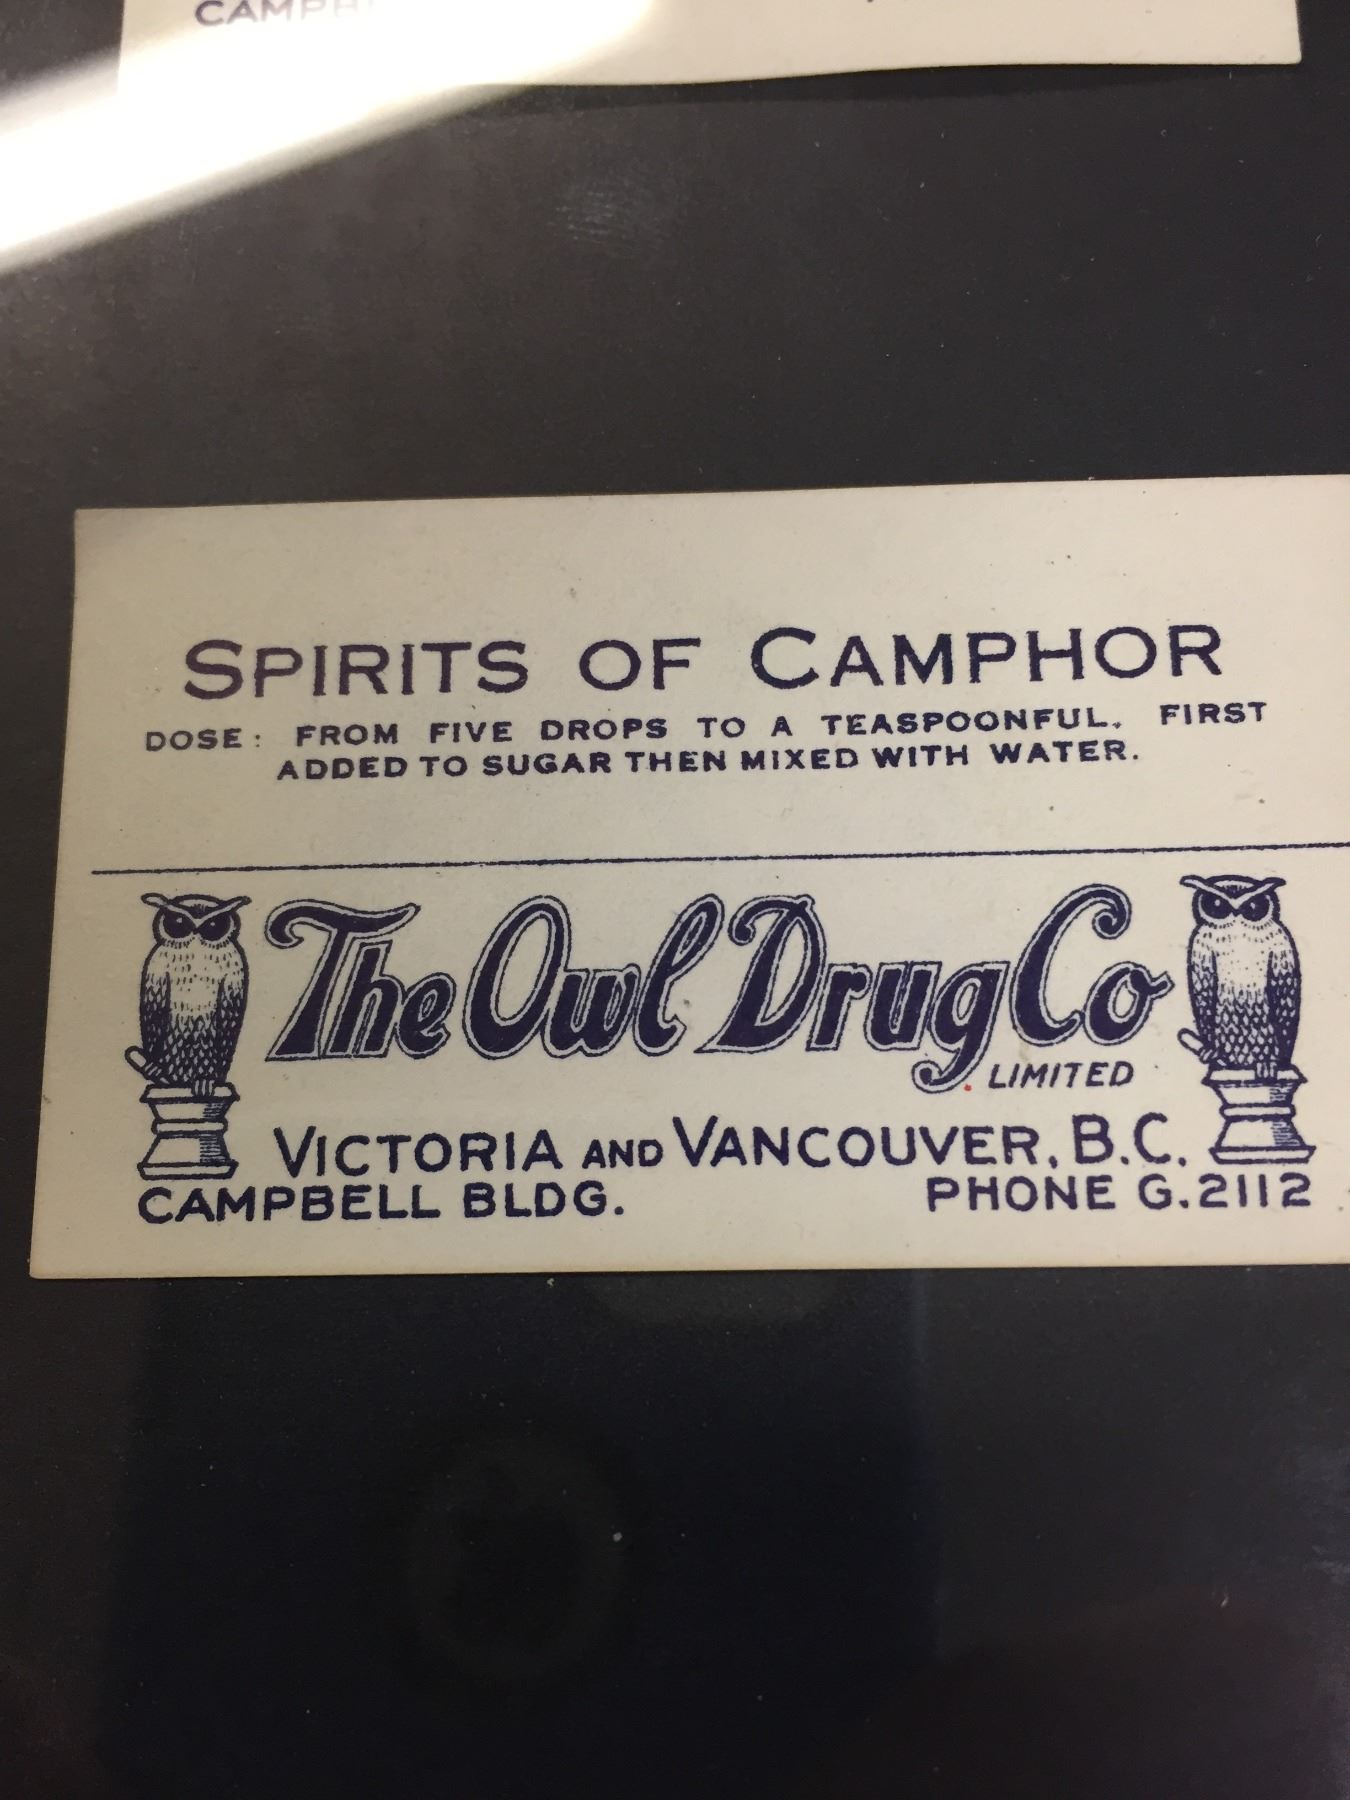 SPIRITS OF CAMPHOR
DOSE: FROM FIVE DROPS TO A TEASPOONFUL. FIRST
ADDED TO SUGAR THEN MIXED WITH WATER.
The Owl Drug Co
LIMITED
VICTORIA AND VANCOUVER, B.C.
CAMPBELL BLDG. PHONE G.2112